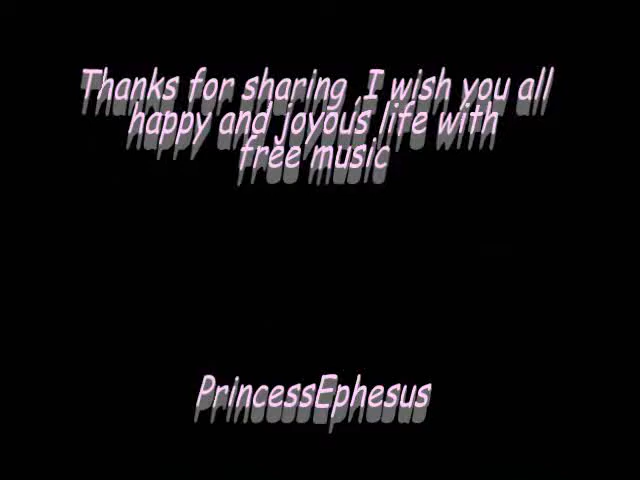 Thanks for sharing , I wish you all
happy and joyous life with
free music
PrincessEphesus